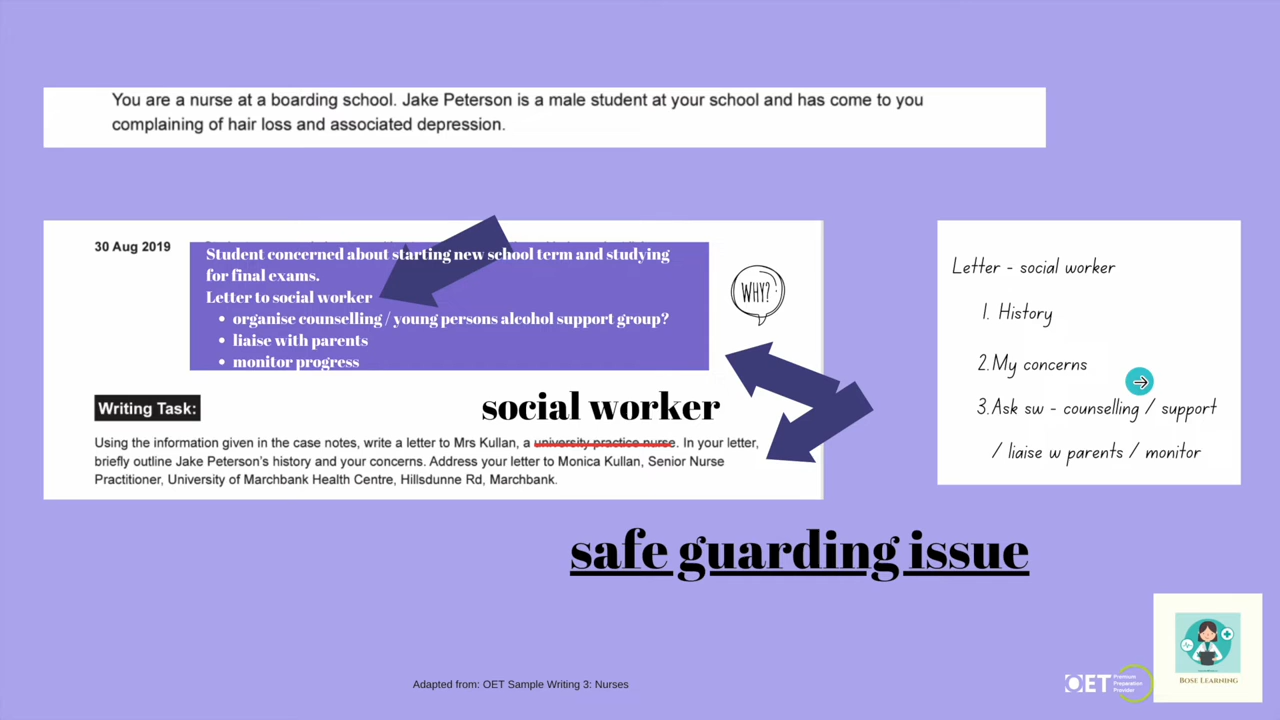 You are a nurse at a boarding school. Jake Peterson is a male student at your school and has come to you
complaining of hair loss and associated depression.
30 Aug 2019
Student concerned about starting new school term and studying
for final exams.
Letter to social worker
• organise counselling / young persons alcohol support group?
• liaise with parents
• monitor progress
WHY?
Writing Task:
social worker
Using the information given in the case notes, write a letter to Mrs Kullan, a university practice nurse. In your letter,
briefly outline Jake Peterson's history and your concerns. Address your letter to Monica Kullan, Senior Nurse
Practitioner, University of Marchbank Health Centre, Hillsdunne Rd, Marchbank.
Letter - social worker
1. History
2.My concerns
3.Ask sw - counselling / support
/ liaise w parents / monitor
safe guarding issue
Adapted from: OET Sample Writing 3: Nurses
OET
Premium
Preparation
Provider
BOSE LEARNING